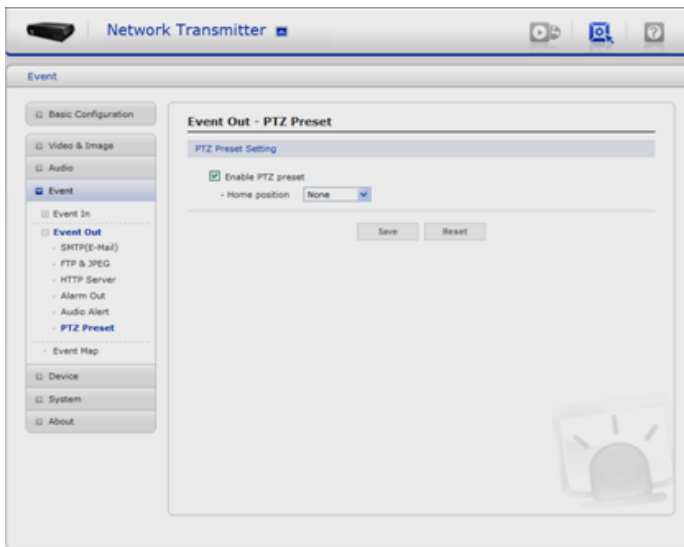 Network Transmitter
Event
Basic Configuration
Video & Image
Audio
Event
Event In
Event Out
- SMTP(E-Mail)
- FTP & JPEG
- HTTP Server
- Alarm Out
- Audio Alert
- PTZ Preset
- Event Map
Device
System
About
Event Out - PTZ Preset
PTZ Preset Setting
Enable PTZ preset
- Home position None
Save Reset